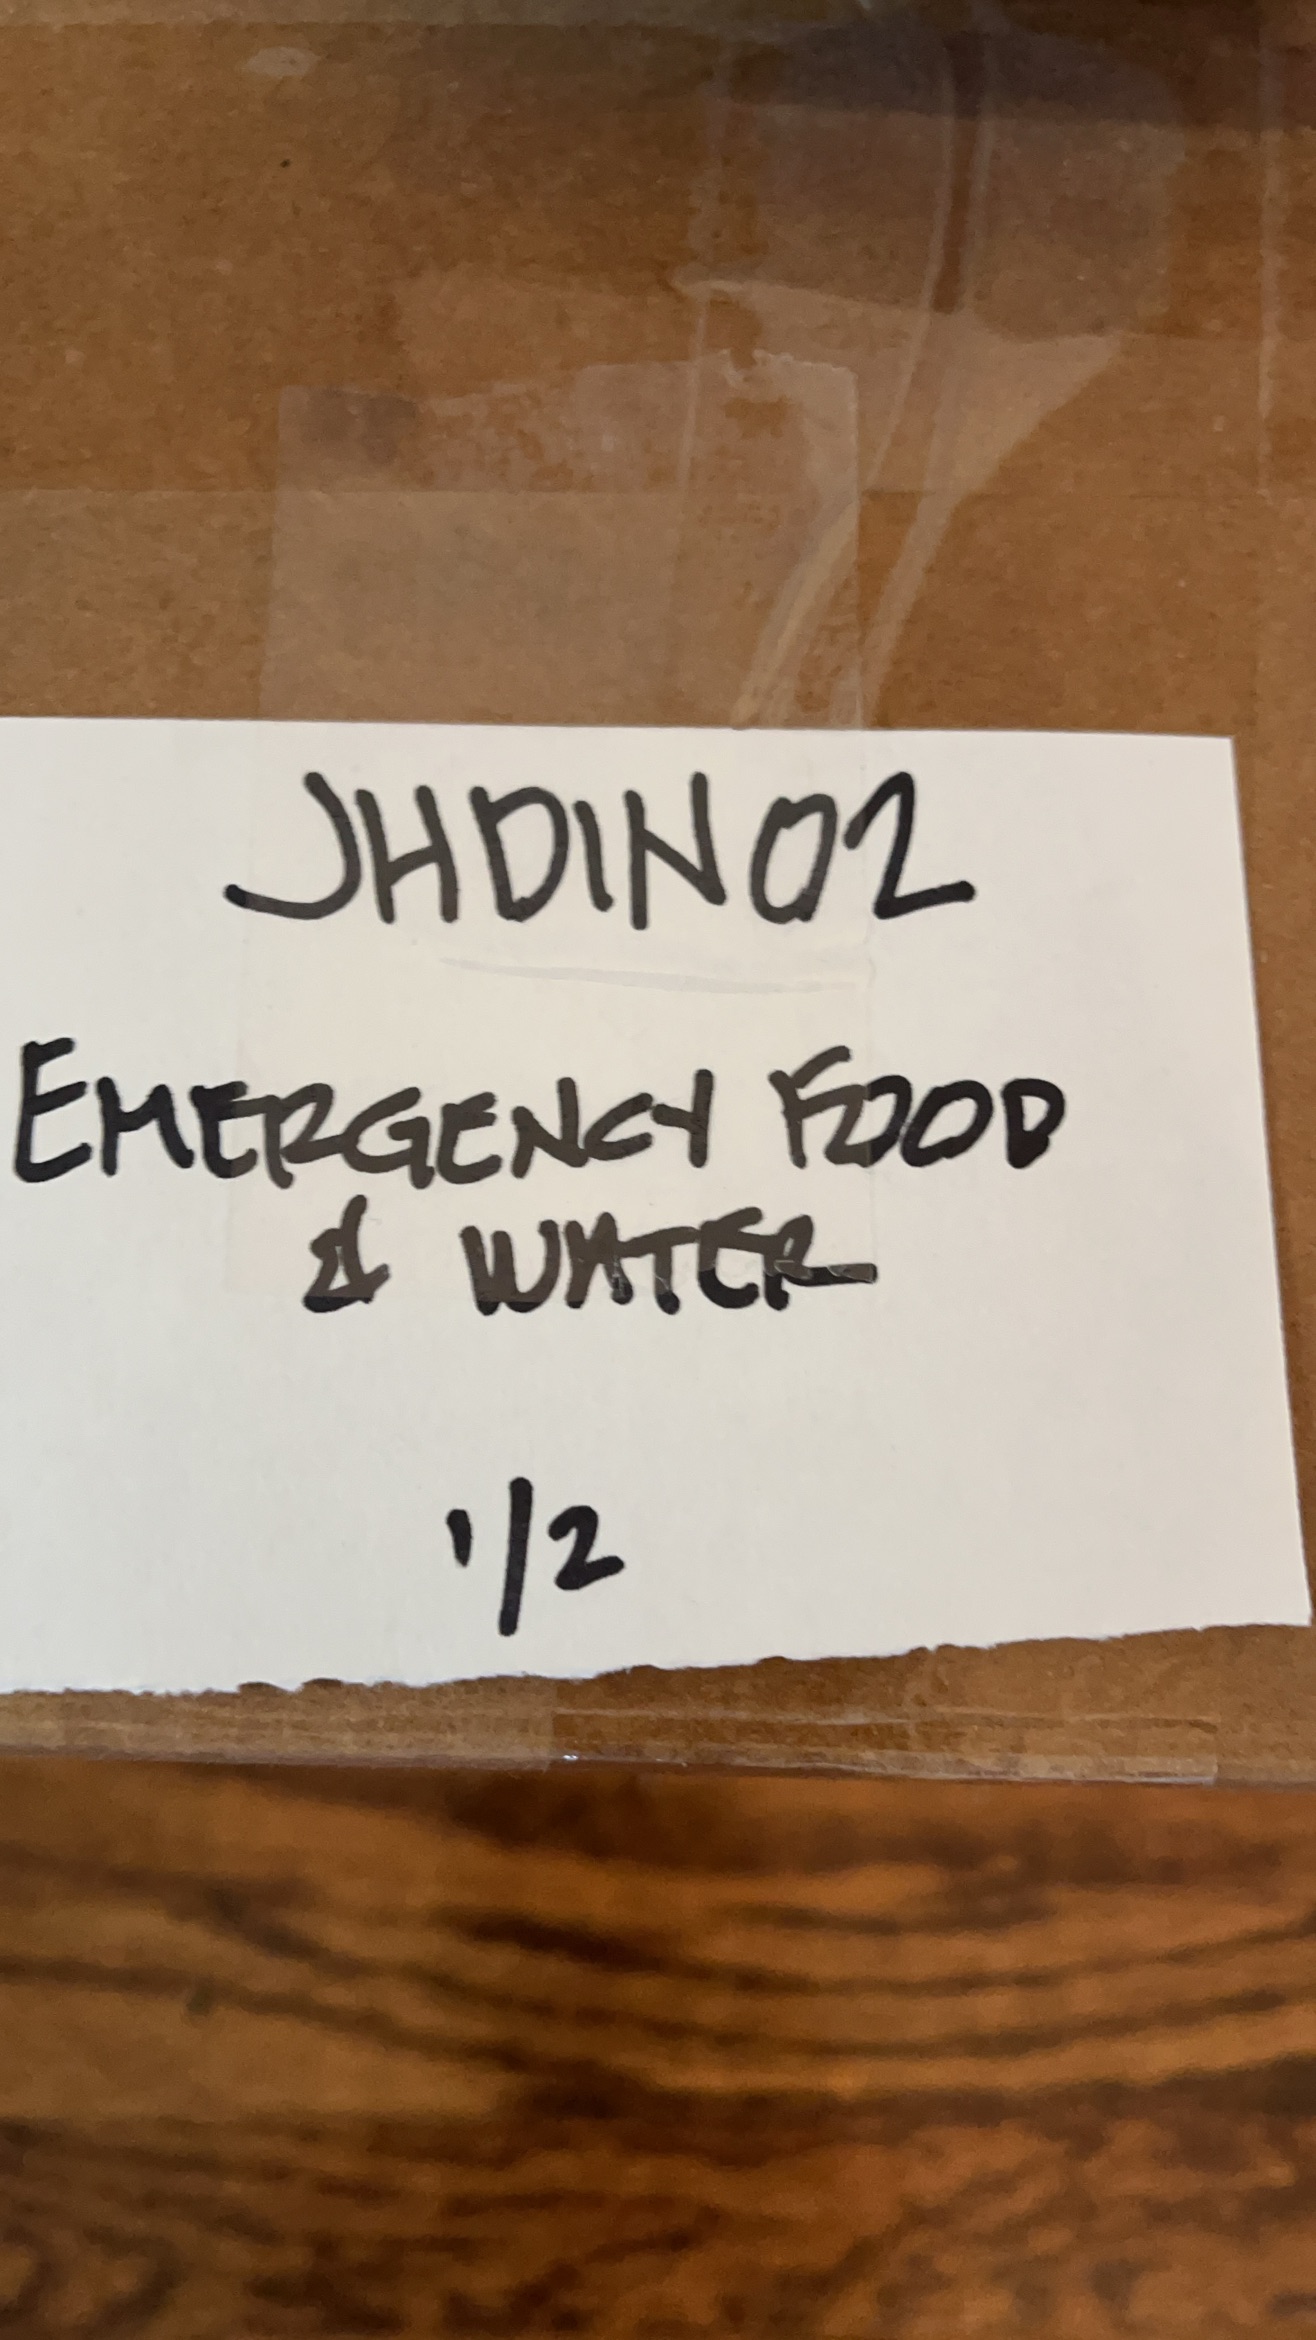 JHDIN02
EMERGENCY FOOD
& WATER
1/2